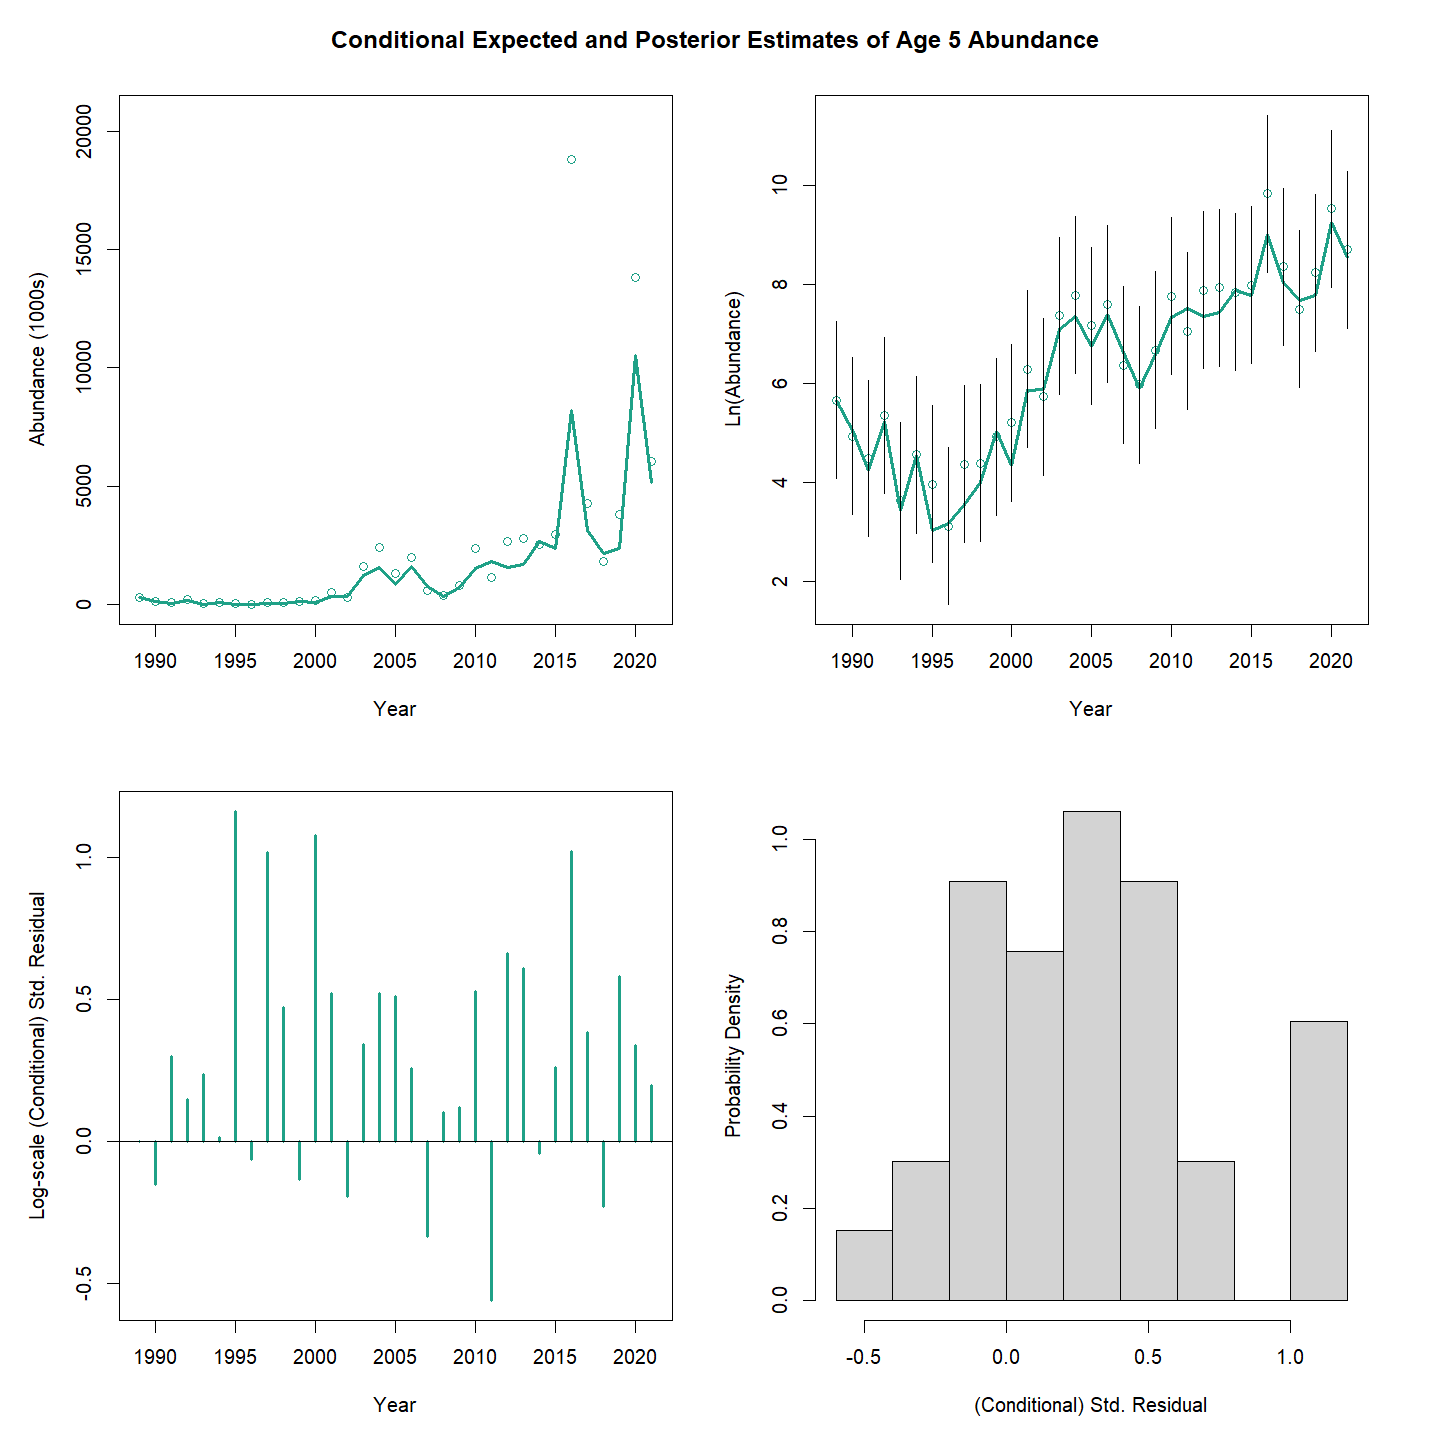 Conditional Expected and Posterior Estimates of Age 5 Abundance
Abundance (1000s)
20000
15000
10000
5000
0
1990 1995 2000 2005 2010 2015 2020
Year
Ln(Abundance)
10
8
6
4
2
1990 1995 2000 2005 2010 2015 2020
Year
Log-scale (Conditional) Std. Residual
1.0
0.5
0.0
-0.5
1990 1995 2000 2005 2010 2015 2020
Year
Probability Density
1.0
0.8
0.6
0.4
0.2
0.0
-0.5 0.0 0.5 1.0
(Conditional) Std. Residual